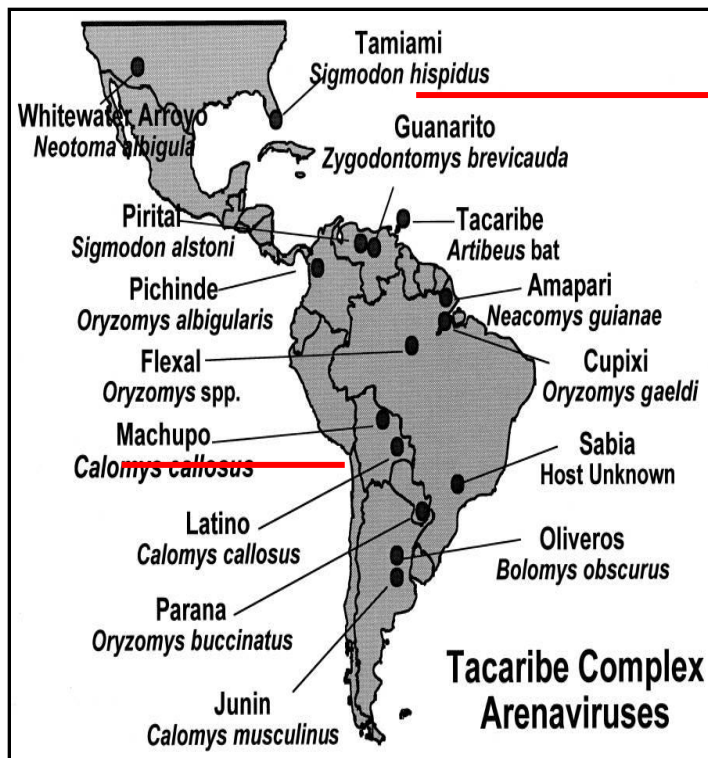 Tamiami
Sigmodon hispidus
Whitewater Arroyo
Neotoma albigula
Guanarito
Zygodontomys brevicauda
Pirital
Sigmodon alstoni
Tacaribe
Artibeus bat
Pichinde
Oryzomys albigularis
Amapari
Neacomys guianae
Flexal
Oryzomys spp.
Cupixi
Oryzomys gaeldi
Machupo
Calomys callosus
Sabia
Host Unknown
Latino
Calomys callosus
Oliveros
Bolomys obscurus
Parana
Oryzomys buccinatus
Junin
Calomys musculinus
Tacaribe Complex
Arenaviruses